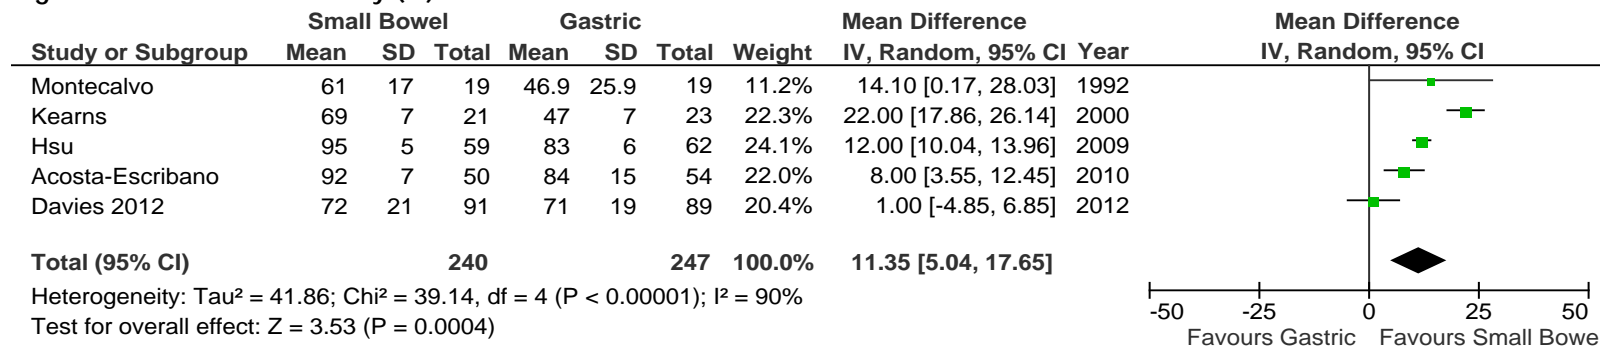 Small Bowel Gastric Mean Difference Mean Difference
Study or Subgroup Mean SD Total Mean SD Total Weight IV, Random, 95% CI Year IV, Random, 95% CI
Montecalvo 61 17 19 46.9 25.9 19 11.2% 14.10 [0.17, 28.03] 1992
Kearns 69 7 21 47 7 23 22.3% 22.00 [17.86, 26.14] 2000
Hsu 95 5 59 83 6 62 24.1% 12.00 [10.04, 13.96] 2009
Acosta-Escribano 92 7 50 84 15 54 22.0% 8.00 [3.55, 12.45] 2010
Davies 2012 72 21 91 71 19 89 20.4% 1.00 [-4.85, 6.85] 2012
Total (95% CI) 240 247 100.0% 11.35 [5.04, 17.65]
Heterogeneity: Tau² = 41.86; Chi² = 39.14, df = 4 (P < 0.00001); I² = 90%
Test for overall effect: Z = 3.53 (P = 0.0004)
-50 -25 0 25 50
Favours Gastric Favours Small Bowe